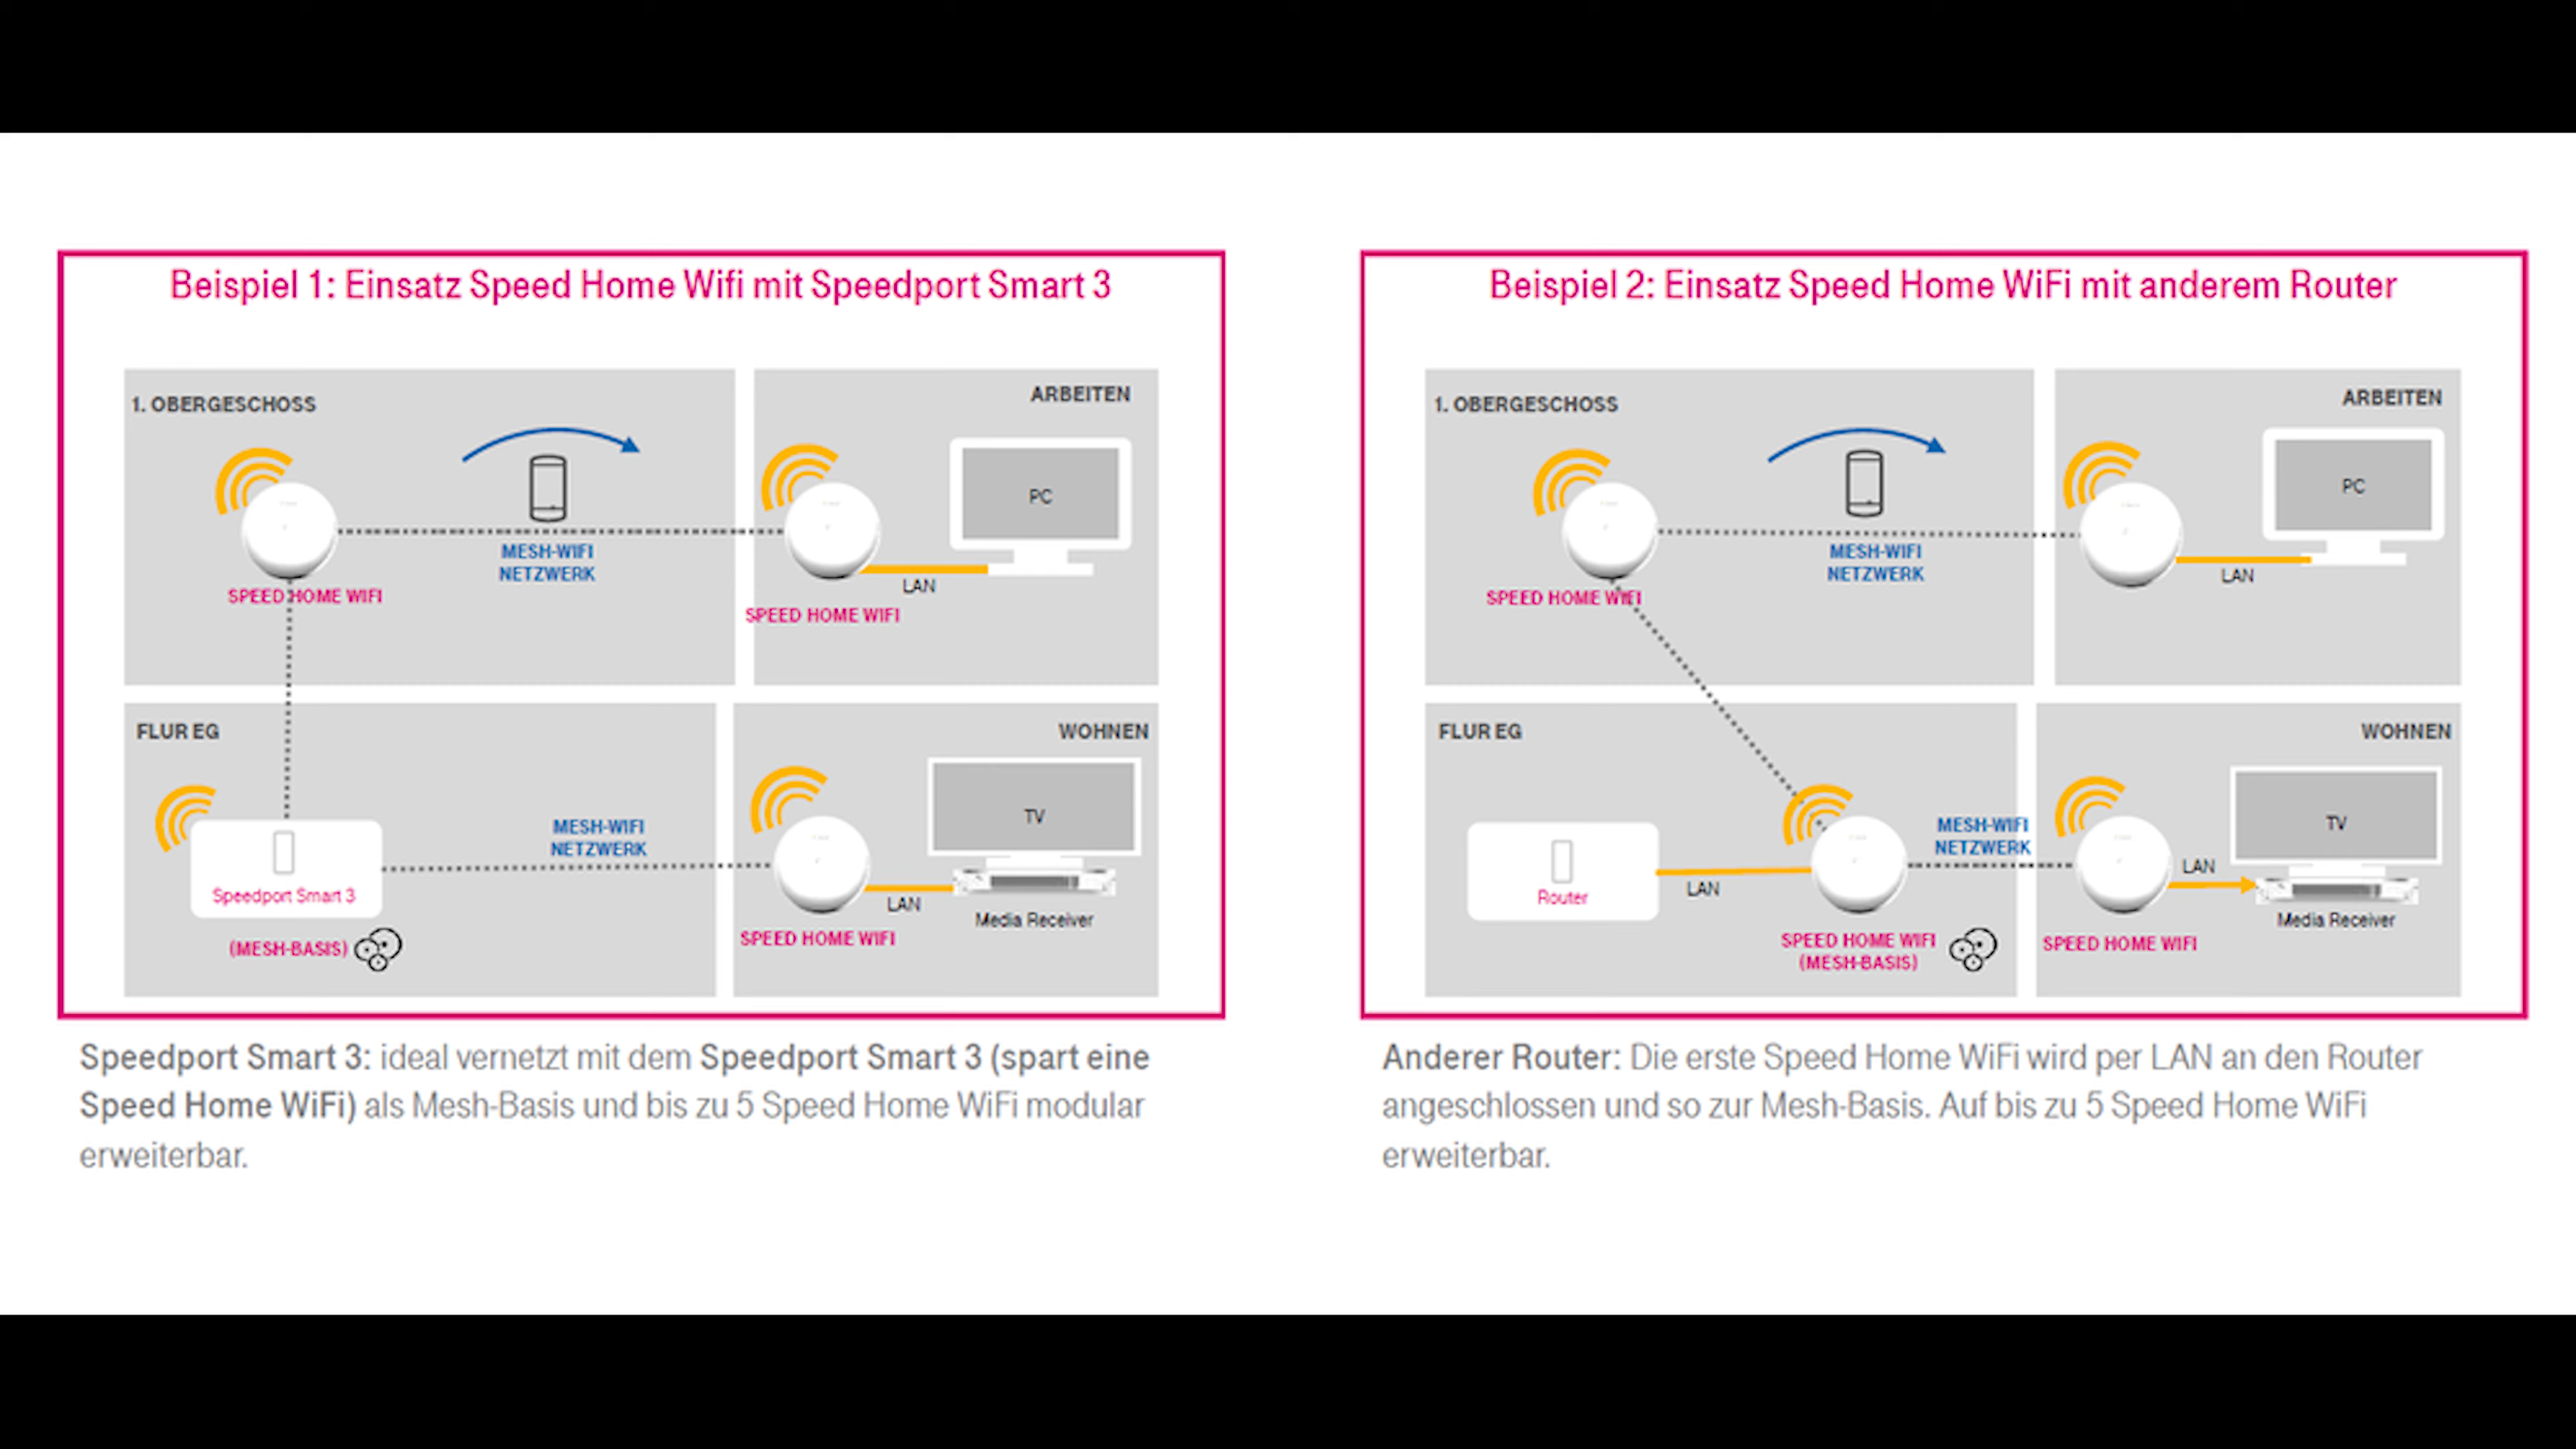 Beispiel 1: Einsatz Speed Home Wifi mit Speedport Smart 3
1. OBERGESCHOSS
ARBEITEN
PC
MESH-WIFI
NETZWERK
LAN
SPEED HOME WIFI
SPEED HOME WIFI
FLUR EG
WOHNEN
TV
MESH-WIFI
NETZWERK
Speedport Smart 3
LAN
Media Receiver
(MESH-BASIS)
SPEED HOME WIFI
Speedport Smart 3: ideal vernetzt mit dem Speedport Smart 3 (spart eine
Speed Home WiFi) als Mesh-Basis und bis zu 5 Speed Home WiFi modular
erweiterbar.
Beispiel 2: Einsatz Speed Home WiFi mit anderem Router
1. OBERGESCHOSS
ARBEITEN
PC
MESH-WIFI
NETZWERK
LAN
SPEED HOME WIFI
FLUR EG
WOHNEN
TV
MESH-WIFI
NETZWERK
LAN
Router
LAN
Media Receiver
SPEED HOME WIFI
(MESH-BASIS)
SPEED HOME WIFI
Anderer Router: Die erste Speed Home WiFi wird per LAN an den Router
angeschlossen und so zur Mesh-Basis. Auf bis zu 5 Speed Home WiFi
erweiterbar.